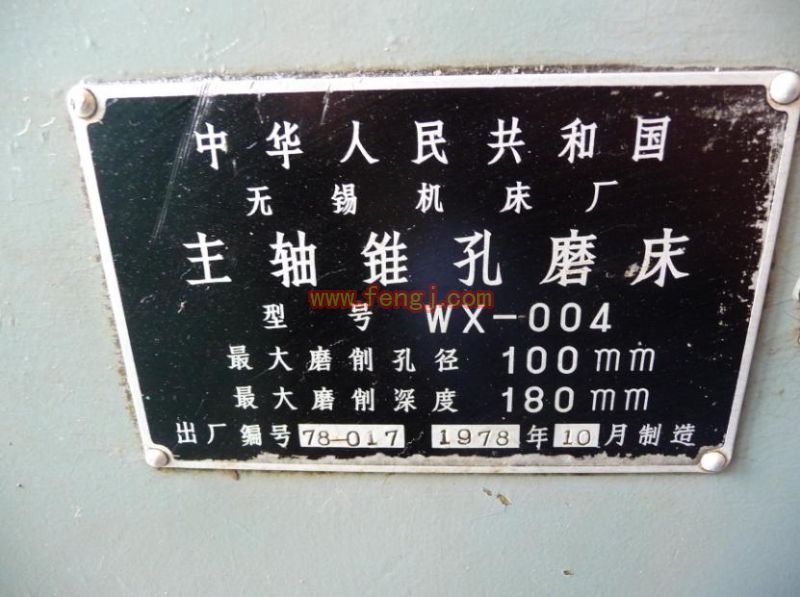 中华人民共和国
无锡机床厂
主轴锥孔磨床
www.fengj.com
型号 WX-004
最大磨削孔径 100mm
最大磨削深度 180mm
出厂编号 78-017 1978年10月制造